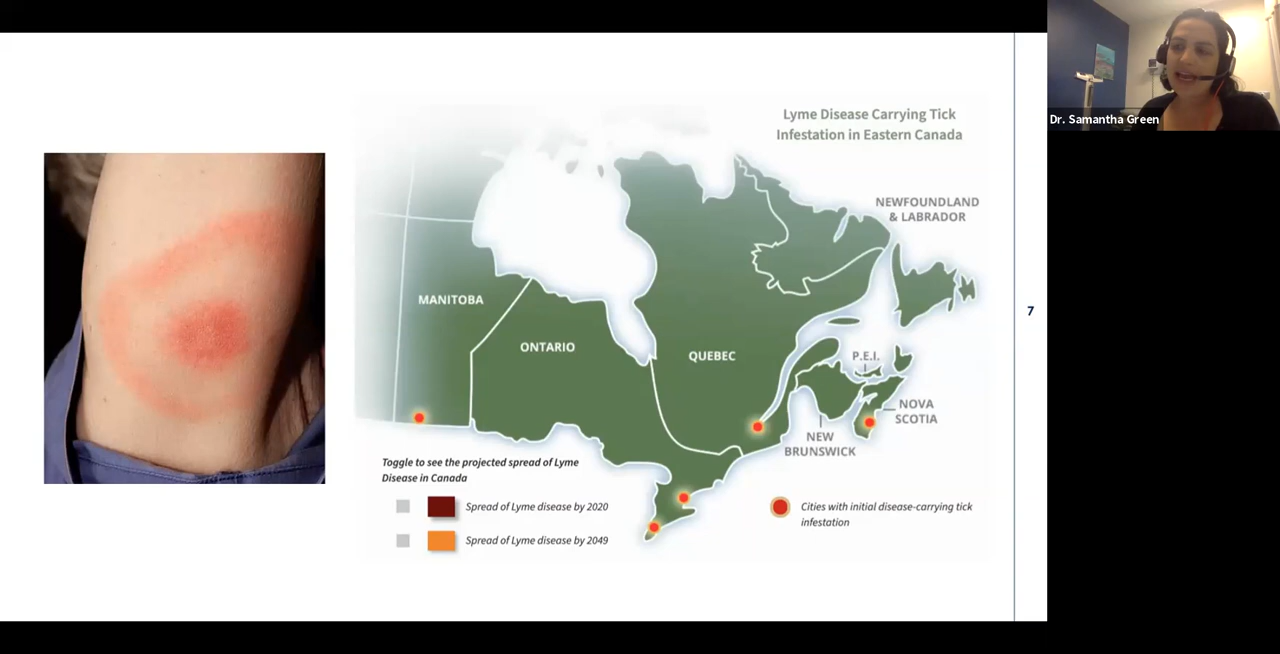 Lyme Disease Carrying Tick
Infestation in Eastern Canada
NEWFOUNDLAND
& LABRADOR
MANITOBA
ONTARIO
QUEBEC
P.E.I.
NOVA
SCOTIA
NEW
BRUNSWICK
Toggle to see the projected spread of Lyme
Disease in Canada
Spread of Lyme disease by 2020
Spread of Lyme disease by 2049
Cities with initial disease-carrying tick
infestation
7
Dr. Samantha Green